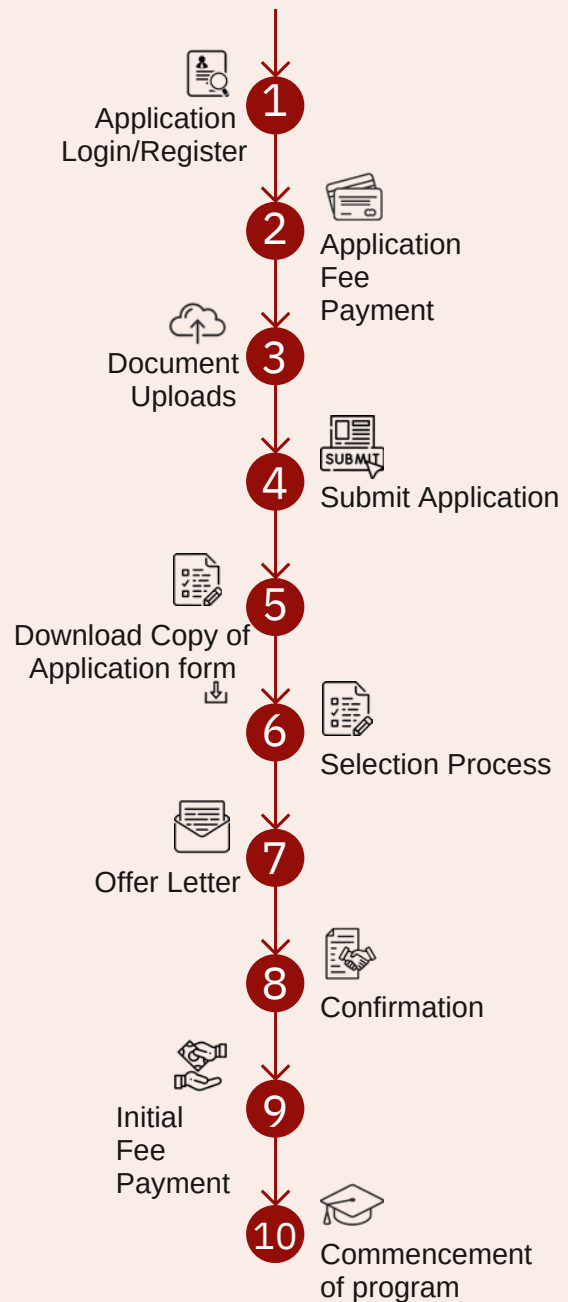 1
Application
Login/Register
2
Application
Fee
Payment
3
Document
Uploads
SUBMIT
4
Submit Application
5
Download Copy of
Application form
6
Selection Process
7
Offer Letter
8
Confirmation
9
Initial
Fee
Payment
10
Commencement
of program